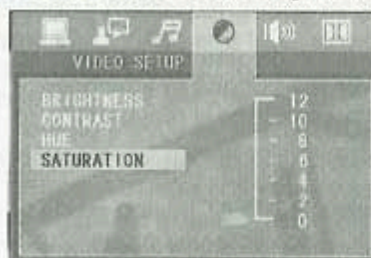 VIDEO SETUP
BRIGHTNESS
CONTRAST
HUE
SATURATION
12
10
8
6
4
2
0